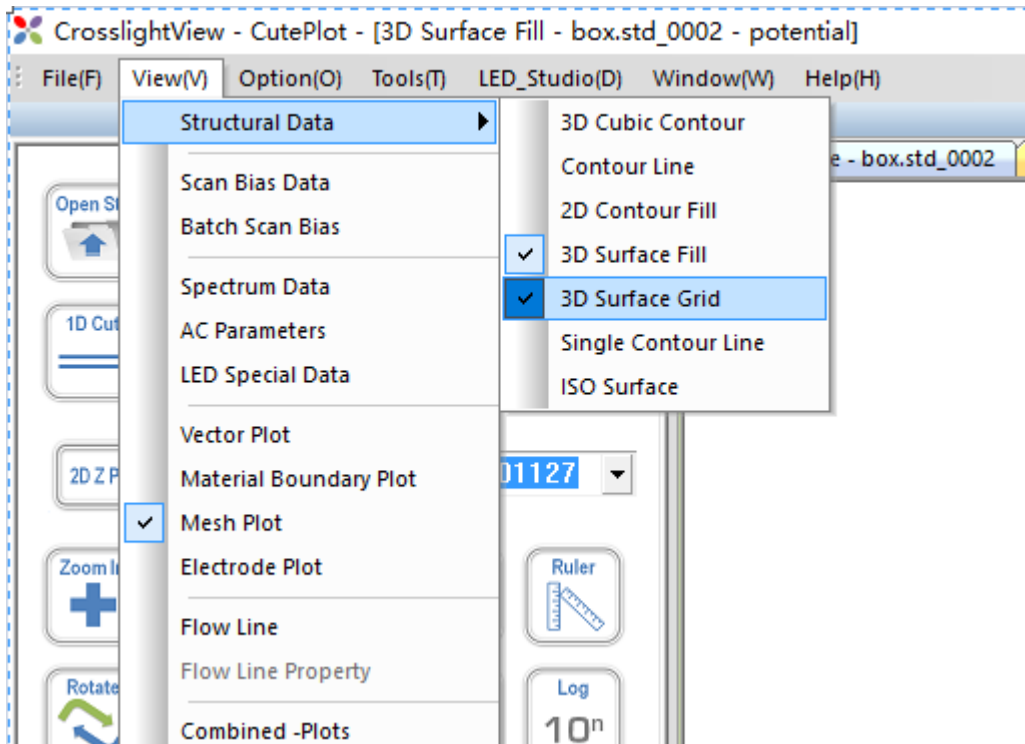 CrosslightView - CutePlot - [3D Surface Fill - box.std_0002 - potential]
File(F) View(V) Option(O) Tools(T) LED_Studio(D) Window(W) Help(H)
Structural Data
Scan Bias Data
Batch Scan Bias
Spectrum Data
AC Parameters
LED Special Data
Vector Plot
Material Boundary Plot
Mesh Plot
Electrode Plot
Flow Line
Flow Line Property
Combined -Plots
3D Cubic Contour
Contour Line
2D Contour Fill
3D Surface Fill
3D Surface Grid
Single Contour Line
ISO Surface
e - box.std_0002
Open St
1D Cut
2D Z P
01127
Zoom I
Ruler
Rotate
Log
10ⁿ